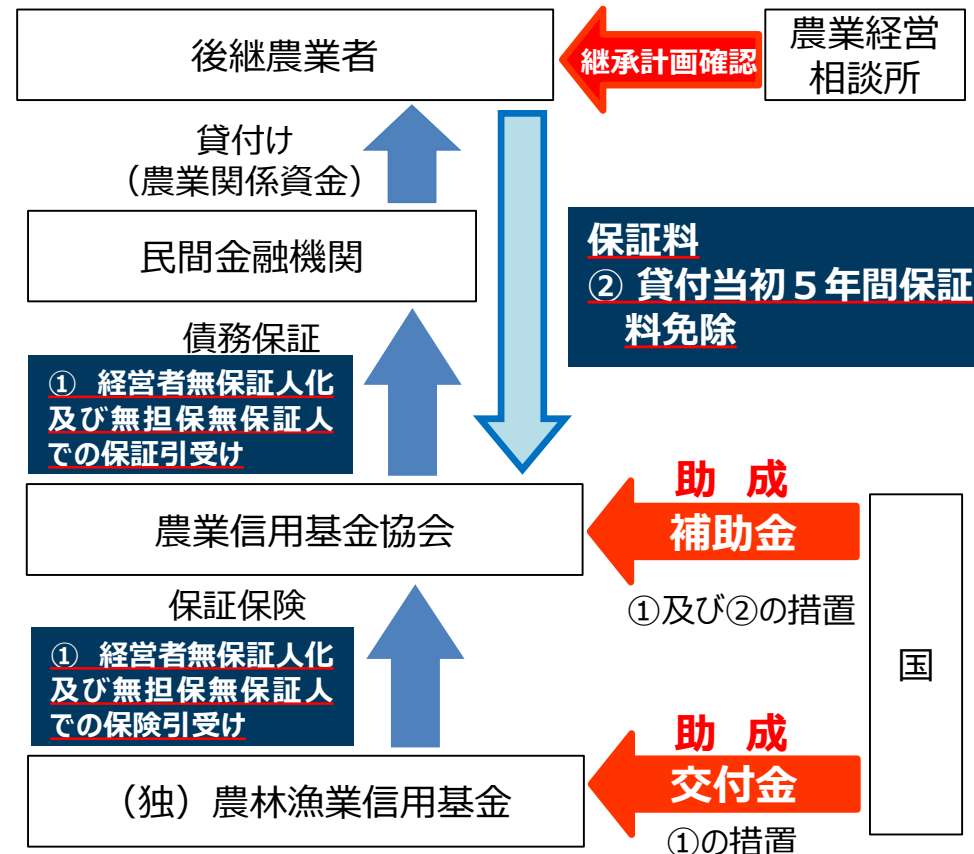 後継農業者
継承計画確認
農業経営
相談所
貸付け
（農業関係資金）
民間金融機関
保証料
② 貸付当初５年間保証
料免除
債務保証
① 経営者無保証人化
及び無担保無保証人
での保証引受け
農業信用基金協会
助 成
補助金
①及び②の措置
国
保証保険
① 経営者無保証人化
及び無担保無保証人
での保険引受け
（独）農林漁業信用基金
助 成
交付金
①の措置